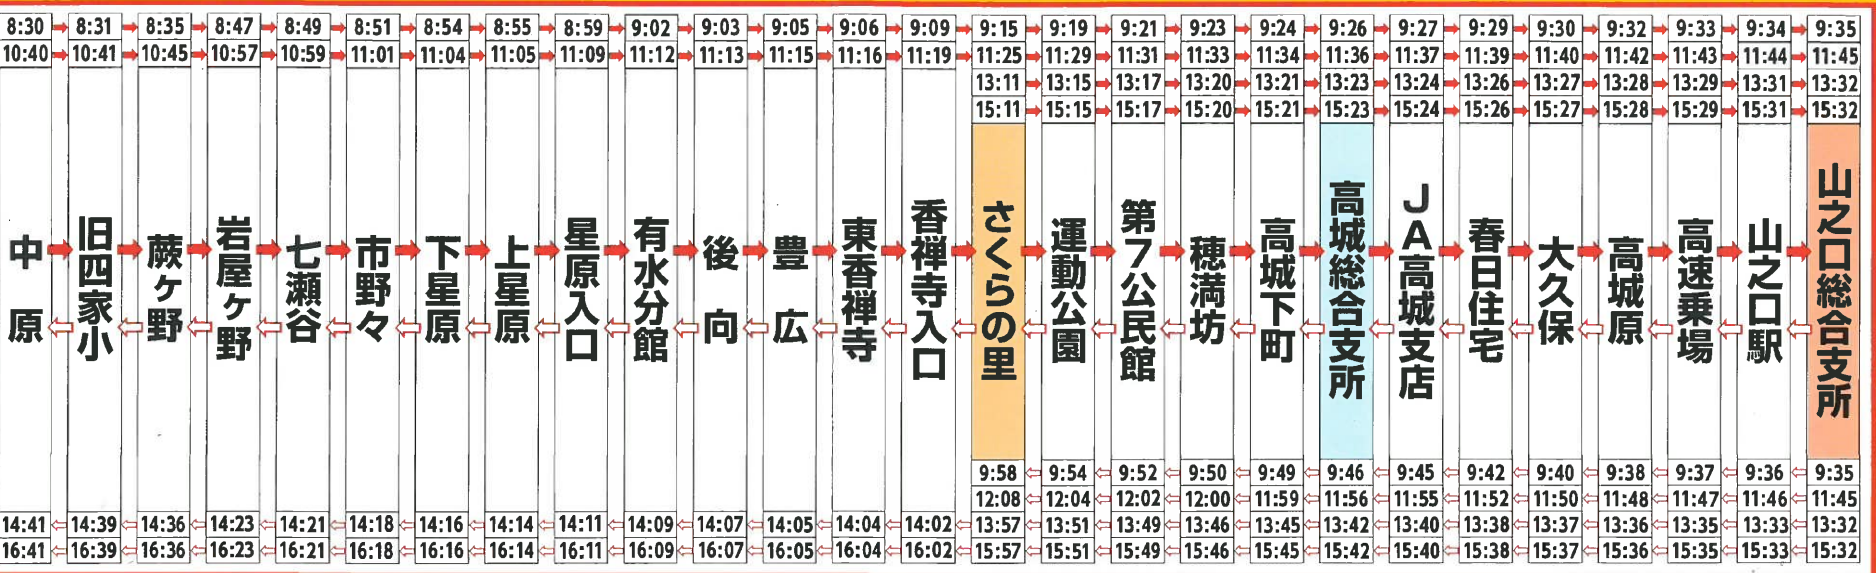 8:30 8:31 8:35 8:47 8:49 8:51 8:54 8:55 8:59 9:02 9:03 9:05 9:06 9:09 9:15 9:19 9:21 9:23 9:24 9:26 9:27 9:29 9:30 9:32 9:33 9:34 9:35
10:40 10:41 10:45 10:57 10:59 11:01 11:04 11:05 11:09 11:12 11:13 11:15 11:16 11:19 11:25 11:29 11:31 11:33 11:34 11:36 11:37 11:39 11:40 11:42 11:43 11:44 11:45
13:11 13:15 13:17 13:20 13:21 13:23 13:24 13:26 13:27 13:28 13:29 13:31 13:32
15:11 15:15 15:17 15:20 15:21 15:23 15:24 15:26 15:27 15:28 15:29 15:31 15:32
中原
旧四家小
蕨ヶ野
岩屋ヶ野
七瀬谷
市野々
下星原
上星原
星原入口
有水分館
後向
豊広
東香禅寺
香禅寺入口
さくらの里
運動公園
第7公民館
穂満坊
高城下町
高城総合支所
JA高城支店
春日住宅
大久保
高城原
高速乗場
山之口駅
山之口総合支所
9:58 9:54 9:52 9:50 9:49 9:46 9:45 9:42 9:40 9:38 9:37 9:36 9:35
12:08 12:04 12:02 12:00 11:59 11:56 11:55 11:52 11:50 11:48 11:47 11:46 11:45
14:41 14:39 14:36 14:23 14:21 14:18 14:16 14:14 14:11 14:09 14:07 14:05 14:04 14:02 13:57 13:51 13:49 13:46 13:45 13:42 13:40 13:38 13:37 13:36 13:35 13:33 13:32
16:41 16:39 16:36 16:23 16:21 16:18 16:16 16:14 16:11 16:09 16:07 16:05 16:04 16:02 15:57 15:51 15:49 15:46 15:45 15:42 15:40 15:38 15:37 15:36 15:35 15:33 15:32